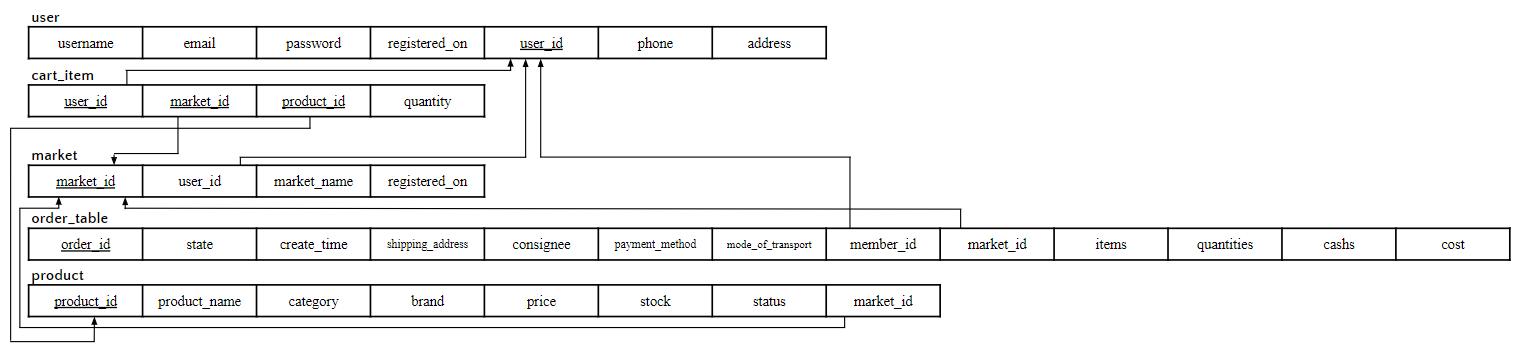 user
username email password registered_on user_id phone address
cart_item
user_id market_id product_id quantity
market
market_id user_id market_name registered_on
order_table
order_id state create_time shipping_address consignee payment_method mode_of_transport member_id market_id items quantities cashs cost
product
product_id product_name category brand price stock status market_id